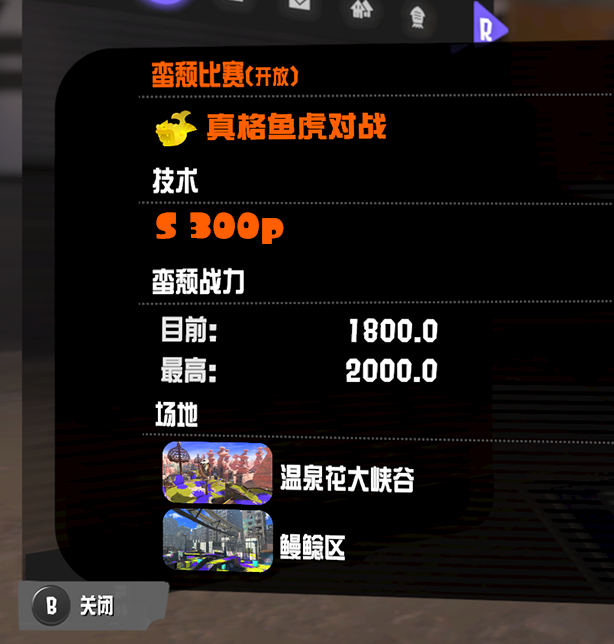 R
蛮颓比赛(开放)
真格鱼虎对战
技术
S 300p
蛮颓战力
目前: 1800.0
最高: 2000.0
场地
温泉花大峡谷
鳗鲶区
B 关闭